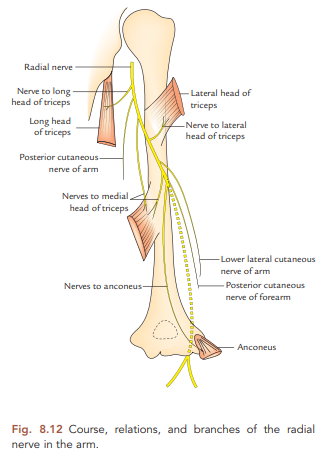 Radial nerve
Nerve to long
head of triceps
Long head
of triceps
Posterior cutaneous
nerve of arm
Nerves to medial
head of triceps
Nerves to anconeus
Lateral head of
triceps
Nerve to lateral
head of triceps
Lower lateral cutaneous
nerve of arm
Posterior cutaneous
nerve of forearm
Anconeus
Fig. 8.12 Course, relations, and branches of the radial
nerve in the arm.